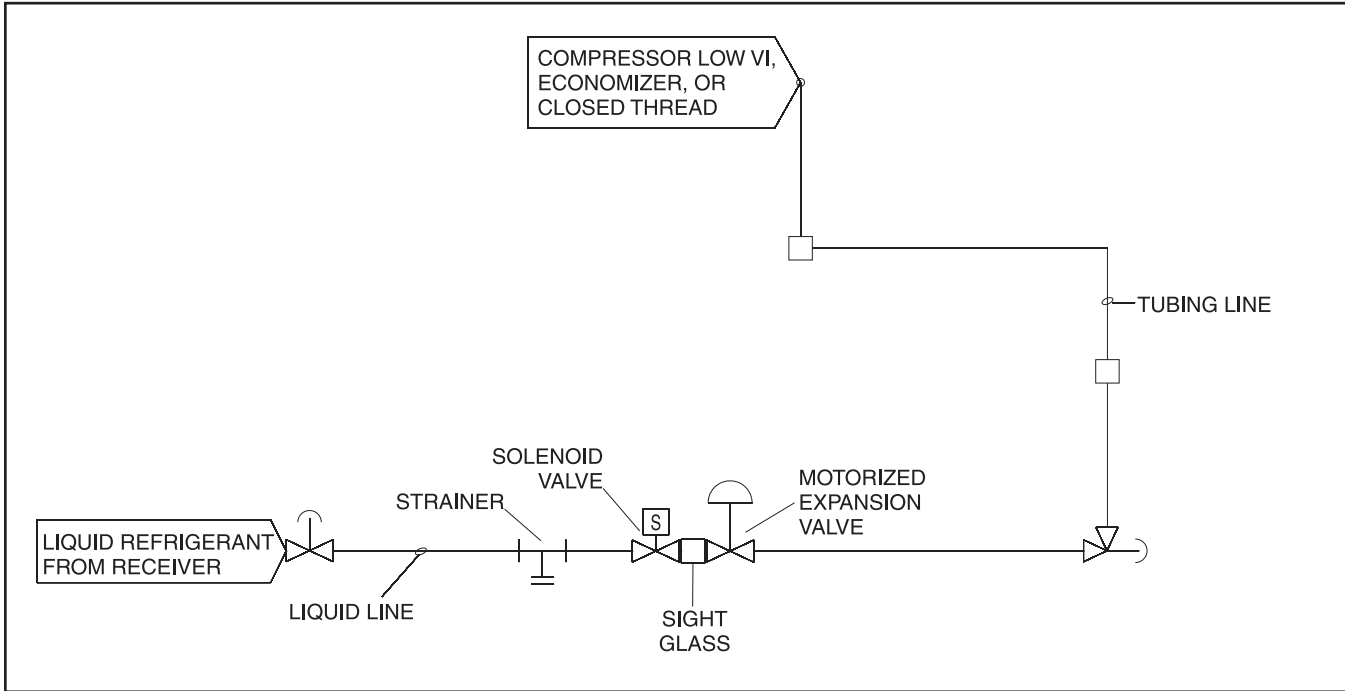 COMPRESSOR LOW VI,
ECONOMIZER, OR
CLOSED THREAD
TUBING LINE
SOLENOID
VALVE
MOTORIZED
EXPANSION
VALVE
STRAINER
S
LIQUID REFRIGERANT
FROM RECEIVER
LIQUID LINE
SIGHT
GLASS